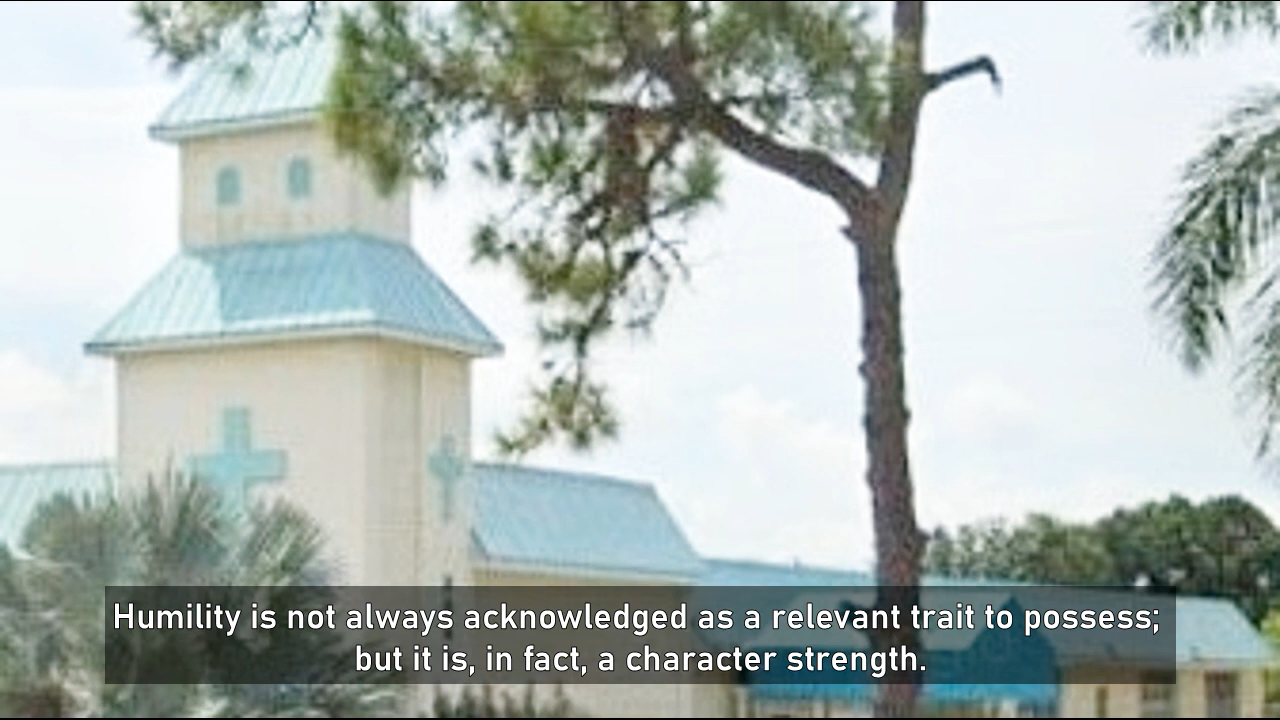 Humility is not always acknowledged as a relevant trait to possess;
but it is, in fact, a character strength.